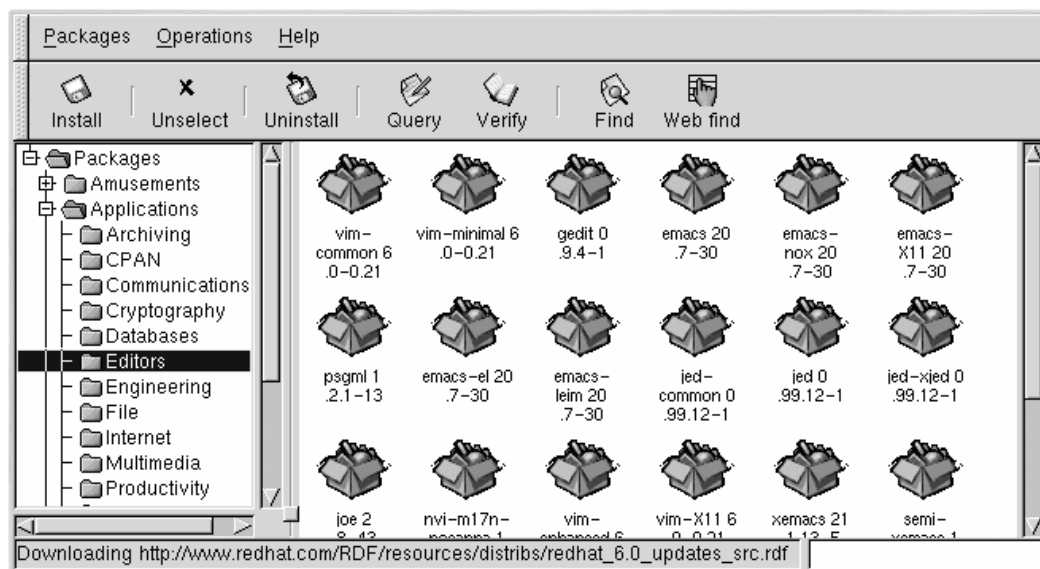 Packages Operations Help
Install Unselect Uninstall Query Verify Find Web find
Packages
Amusements
Applications
Archiving
CPAN
Communications
Cryptography
Databases
Editors
Engineering
File
Internet
Multimedia
Productivity
vim-
common 6
.0-0.21
vim-minimal 6
.0-0.21
gedit 0
.9.4-1
emacs 20
.7-30
emacs-
nox 20
.7-30
emacs-
X11 20
.7-30
psgml 1
.2.1-13
emacs-el 20
.7-30
emacs-
leim 20
.7-30
jed-
common 0
.99.12-1
jed 0
.99.12-1
jed-xjed 0
.99.12-1
joe 2
nvi-m17n-
vim-
vim-X11 6
xemacs 21
semi-
Downloading http://www.redhat.com/RDF/resources/distribs/redhat_6.0_updates_src.rdf